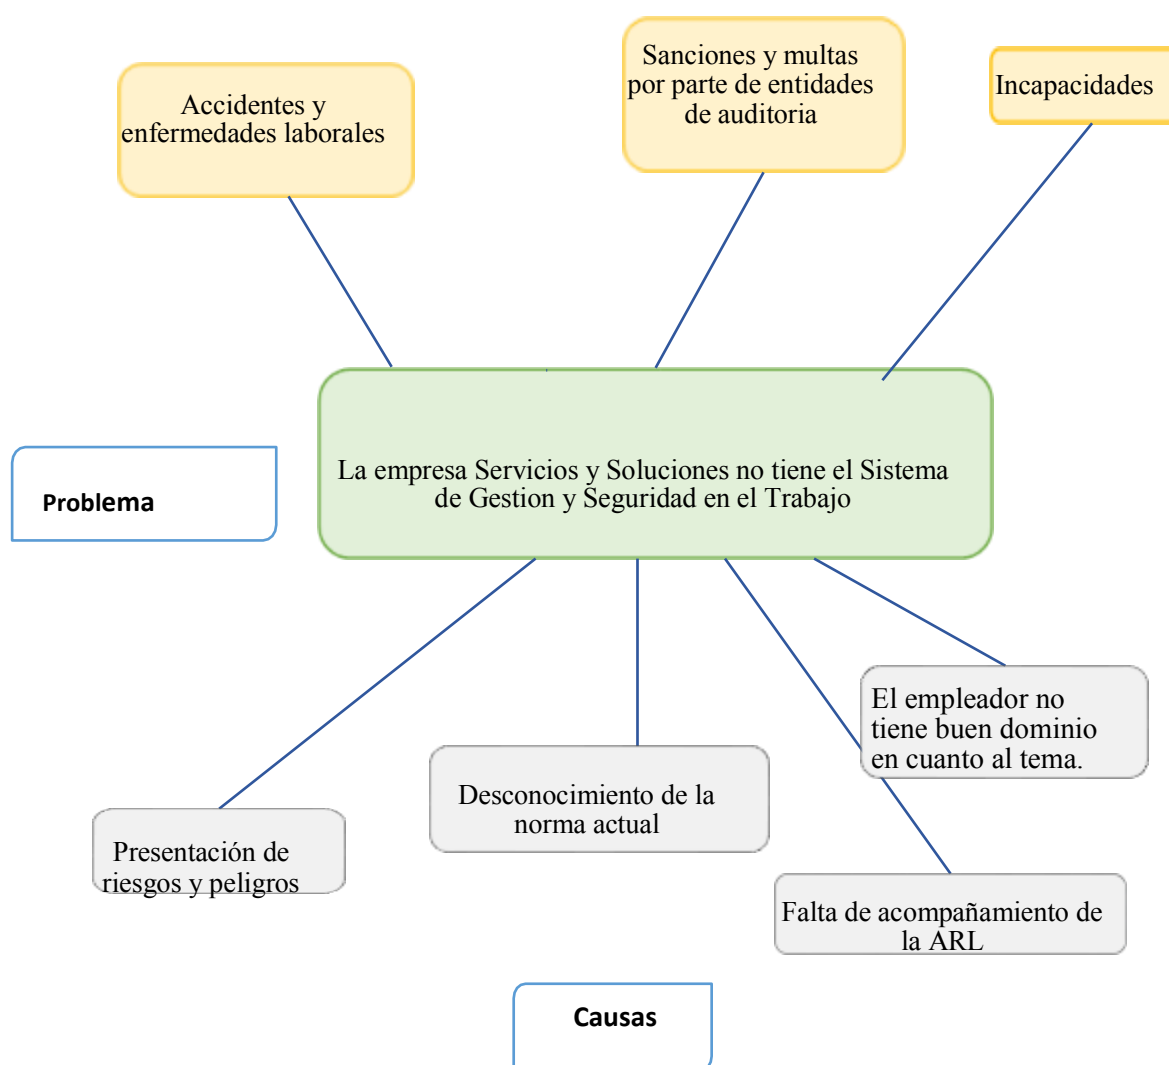 Accidentes y
enfermedades laborales
Sanciones y multas
por parte de entidades
de auditoria
Incapacidades
Problema
La empresa Servicios y Soluciones no tiene el Sistema
de Gestion y Seguridad en el Trabajo
El empleador no
tiene buen dominio
en cuanto al tema.
Desconocimiento de la
norma actual
Presentación de
riesgos y peligros
Falta de acompañamiento de
la ARL
Causas